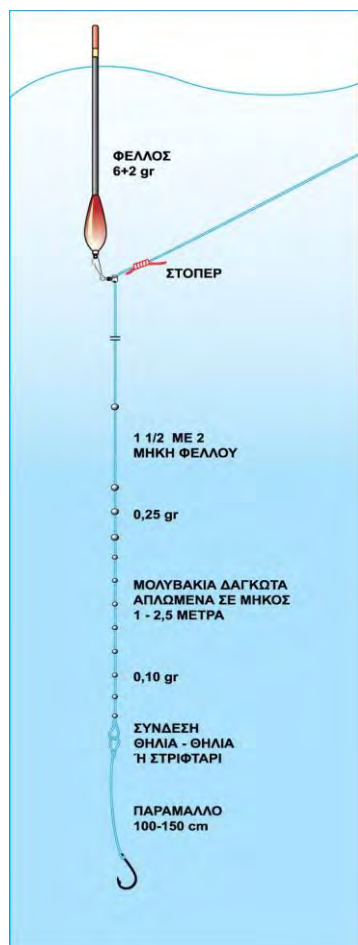 ΦΕΛΛΟΣ
6+2 gr
ΣΤΟΠΕΡ
1 1/2 ΜΕ 2
ΜΗΚΗ ΦΕΛΛΟΥ
0,25 gr
ΜΟΛΥΒΑΚΙΑ ΔΑΓΚΩΤΑ
ΑΠΛΩΜΕΝΑ ΣΕ ΜΗΚΟΣ
1 - 2,5 ΜΕΤΡΑ
0,10 gr
ΣΥΝΔΕΣΗ
ΘΗΛΙΑ - ΘΗΛΙΑ
Ή ΣΤΡΙΦΤΑΡΙ
ΠΑΡΑΜΑΛΛΟ
100-150 cm